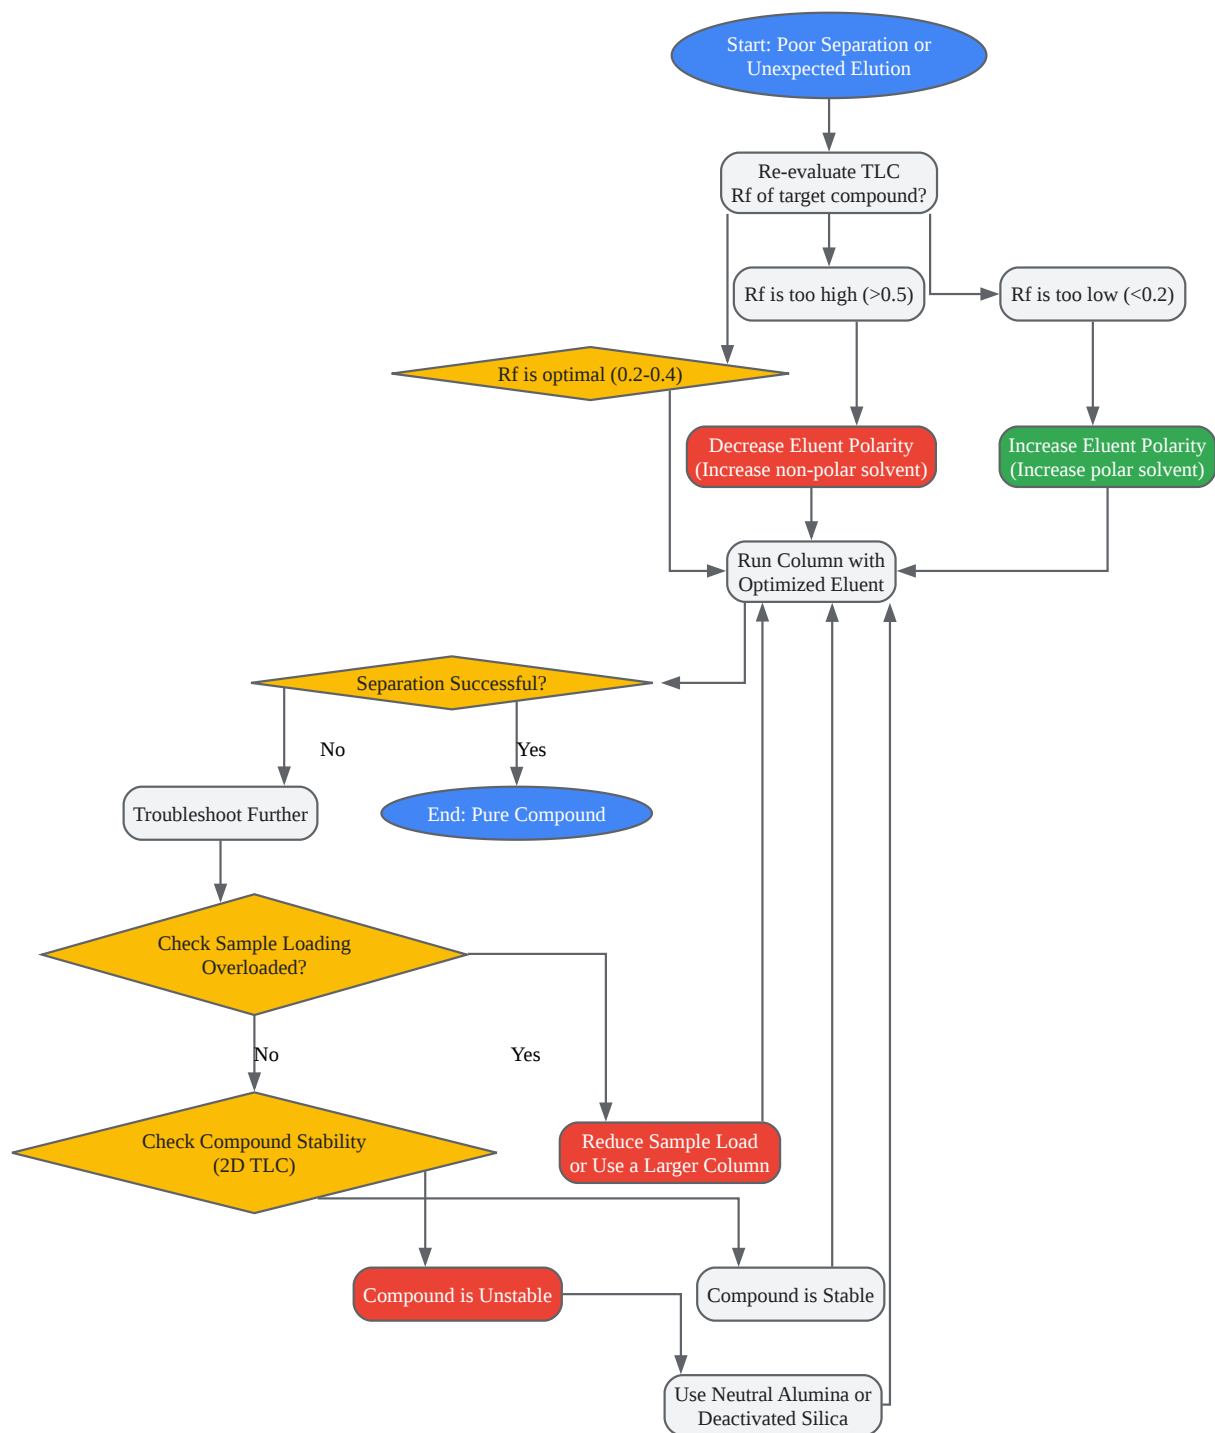 Start: Poor Separation or
Unexpected Elution
Re-evaluate TLC
Rf of target compound?
Rf is too high (>0.5)
Rf is too low (<0.2)
Rf is optimal (0.2-0.4)
Decrease Eluent Polarity
(Increase non-polar solvent)
Increase Eluent Polarity
(Increase polar solvent)
Run Column with
Optimized Eluent
Separation Successful?
No
Yes
Troubleshoot Further
End: Pure Compound
Check Sample Loading
Overloaded?
No
Yes
Check Compound Stability
(2D TLC)
Reduce Sample Load
or Use a Larger Column
Compound is Unstable
Compound is Stable
Use Neutral Alumina or
Deactivated Silica